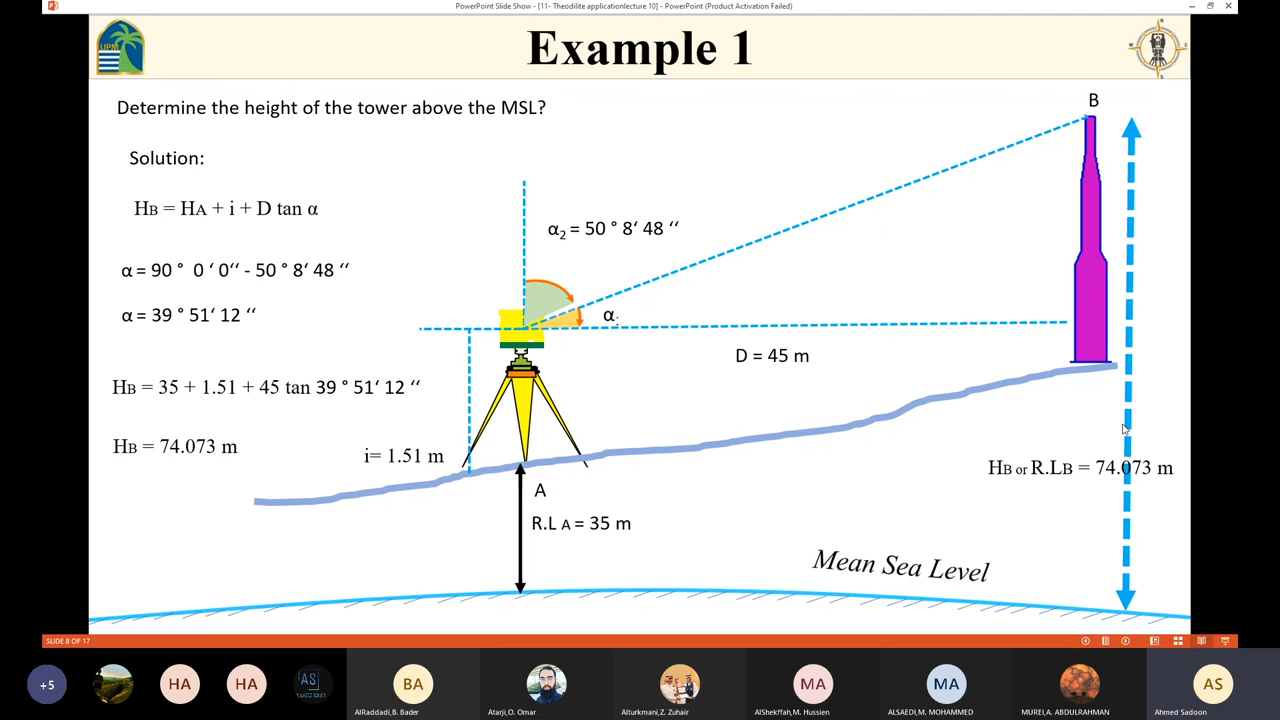 PowerPoint Slide Show - [11- Theodilite applicationlecture 10] - PowerPoint (Product Activation Failed)
UPM
Example 1
N
W
E
S
Determine the height of the tower above the MSL?
B
Solution:
HB = HA + i + D tan α
α₂ = 50 ° 8‘ 48 ‘‘
α = 90 °  0 ‘ 0‘‘ - 50 ° 8‘ 48 ‘‘
α = 39 ° 51‘ 12 ‘‘
α
D = 45 m
HB = 35 + 1.51 + 45 tan 39 ° 51‘ 12 ‘‘
HB = 74.073 m
i= 1.51 m
HB or R.LB = 74.073 m
A
R.L A = 35 m
Mean Sea Level
SLIDE 8 OF 17
+5
HA
HA
AS
BA
MA
MA
AS
AlRaddadi,B. Bader
Atarji,O. Omar
Alturkmani,Z. Zuhair
AlShekffah,M. Hussien
ALSAEDI,M. MOHAMMED
MUREI,A. ABDULRAHMAN
Ahmed Sadoon